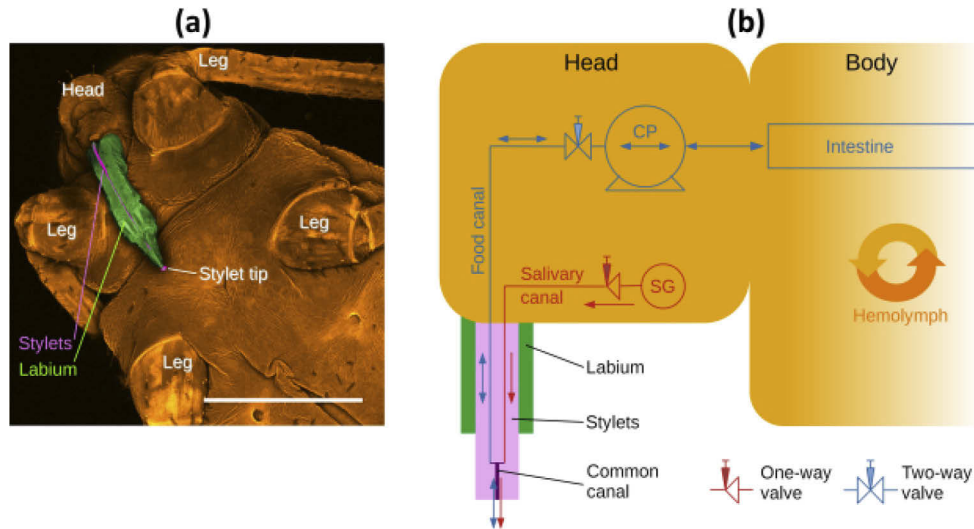 (a)
Leg
Head
Leg
Leg
Stylet tip
Stylets
Labium
Leg
(b)
Head
Body
CP
Intestine
Food canal
Salivary
canal
SG
Hemolymph
Labium
Stylets
Common
canal
One-way
valve
Two-way
valve